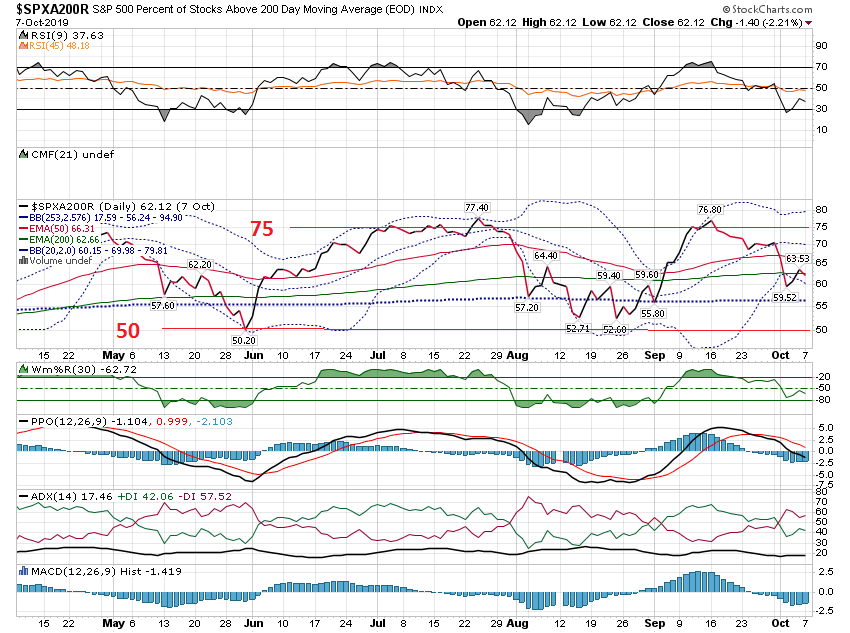 $SPXA200R S&P 500 Percent of Stocks Above 200 Day Moving Average (EOD) INDX
© StockCharts.com
7-Oct-2019
Open 62.12 High 62.12 Low 62.12 Close 62.12 Chg -1.40 (-2.21%)
RSI(9) 37.63
RSI(45) 48.18
90
70
50
30
10
CMF(21) undef
$SPXA200R (Daily) 62.12 (7 Oct)
BB(253,2.576) 17.59 - 56.24 - 94.90
EMA(50) 66.31
EMA(200) 62.66
BB(20,2.0) 60.15 - 69.98 - 79.81
Volume undef
75
50
77.40
76.80
64.40
63.53
62.20
59.40
59.60
57.60
57.20
59.52
55.80
52.71
52.60
50.20
80
75
70
65
60
55
50
15 22 May 6 13 20 28 Jun 10 17 24 Jul 8 15 22 29 Aug 12 19 26 Sep 9 16 23 Oct 7
Wm%R(30) -62.72
-20
-50
-80
PPO(12,26,9) -1.104, 0.999, -2.103
5.0
2.5
0.0
-2.5
-5.0
-7.5
ADX(14) 17.46 +DI 42.06 -DI 57.52
80
70
60
50
40
30
20
MACD(12,26,9) Hist -1.419
2.5
0.0
-2.5
15 22 May 6 13 20 28 Jun 10 17 24 Jul 8 15 22 29 Aug 12 19 26 Sep 9 16 23 Oct 7